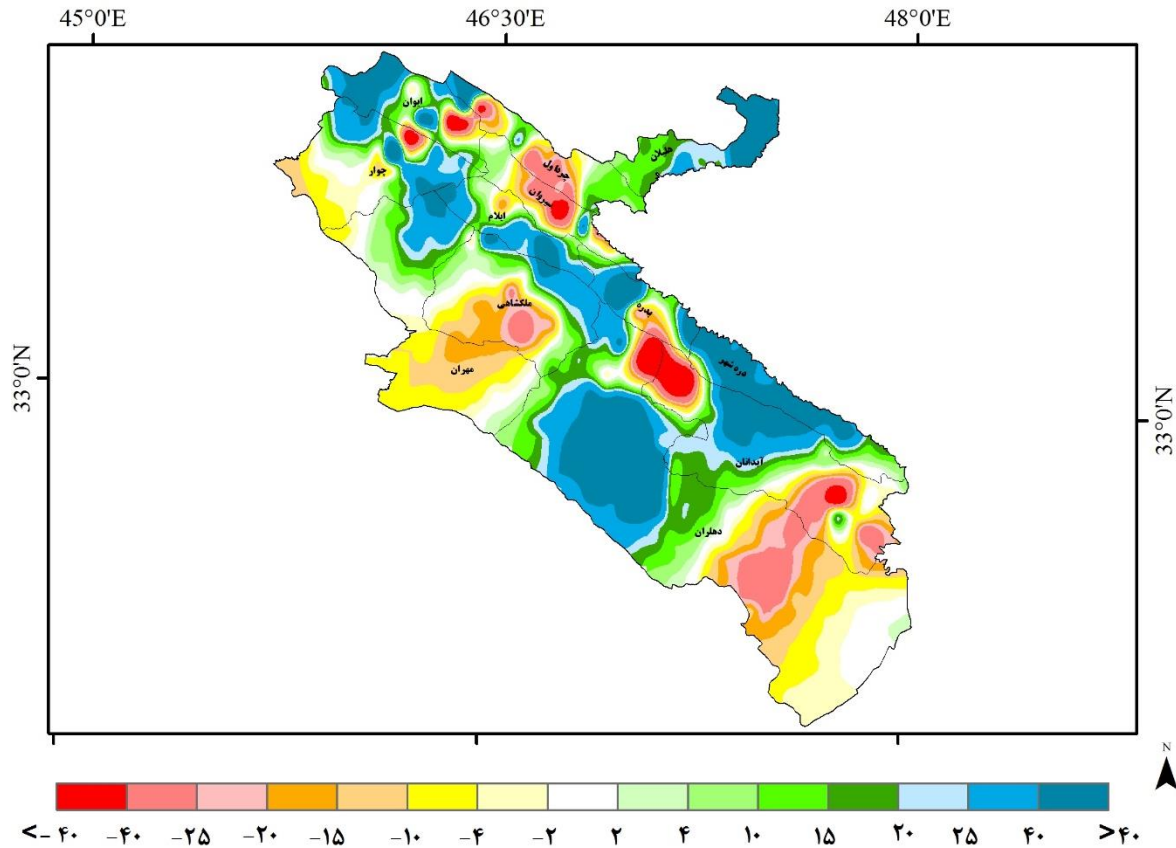 45°0'E 46°30'E 48°0'E
ایوان
هلیلان
چرداول
چوار
سیروان
ایلام
ملکشاهی
بدره
33°0'N
مهران
دره شهر
33°0'N
آبدانان
دهلران
N
<-۴۰ -۴۰ -۲۵ -۲۰ -۱۵ -۱۰ -۴ -۲ ۲ ۴ ۱۰ ۱۵ ۲۰ ۲۵ ۴۰ >۴۰